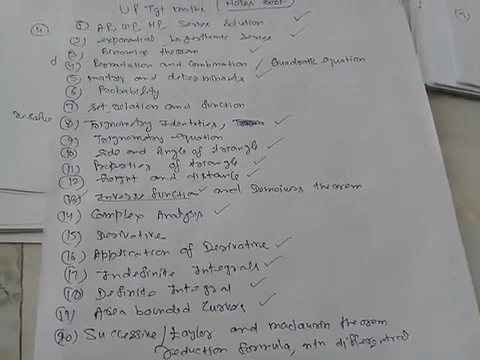 UP Tgt maths (Notes book)
① AP, GP, HP, Series Solution
② exponential, Logarithmic Series
③ Binomial theorem
④ Permutation and Combination / Quadratic equation
⑤ matrix and determinants
⑥ Probability
⑦ Set, relation and function
⑧ Trigonometry Identities,
⑨ Trigonometry equation
⑩ Side and Angle of triangle
11) Properties of triangle
12) height and distance
13) Inverse function and Demoivers theorem
14) Complex Analysis
15) Derivative
16) Application of Derivative
17) Indefinite Integrals
18) Definite Integral
19) Area bounded Curves
20) Successive / Taylor and maclaurin theorem
reduction formula, nth differential